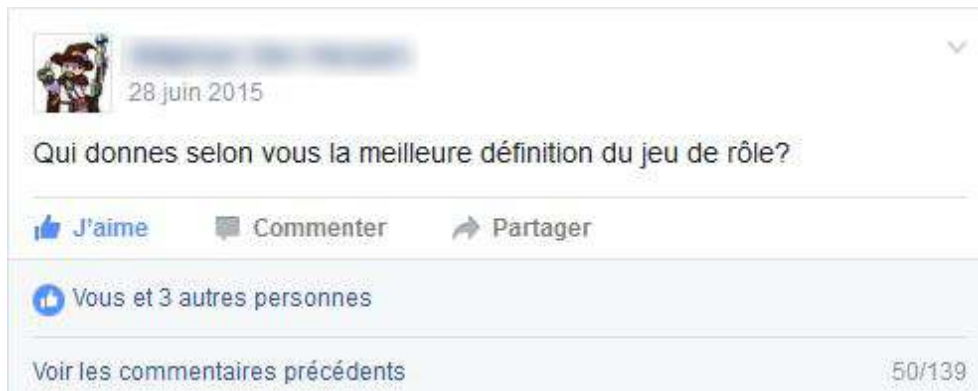 28 juin 2015
Qui donnes selon vous la meilleure définition du jeu de rôle?
J'aime Commenter Partager
Vous et 3 autres personnes
Voir les commentaires précédents 50/139